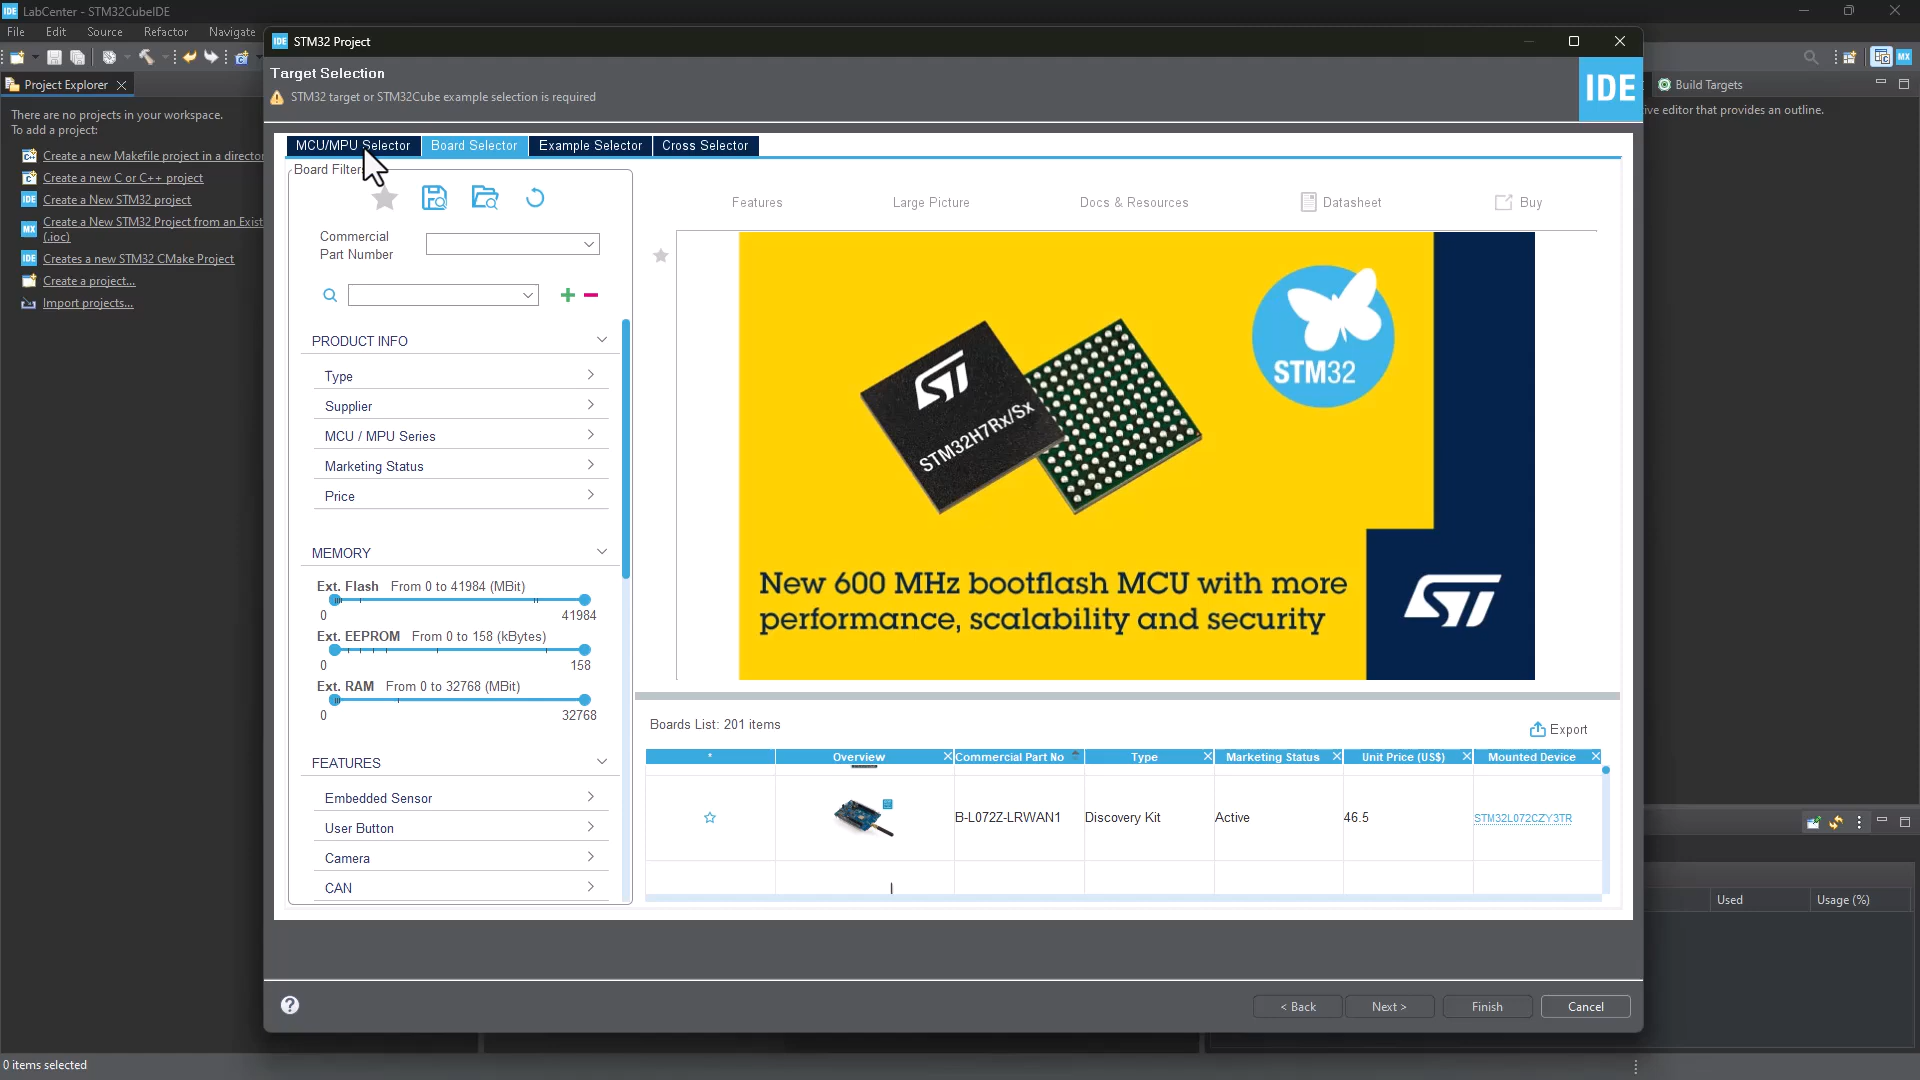 IDE LabCenter - STM32CubeIDE
File Edit Source Refactor Navigate
IDE STM32 Project
Target Selection
STM32 target or STM32Cube example selection is required
IDE
MX
Project Explorer
There are no projects in your workspace.
To add a project:
Create a new Makefile project in a director
Create a new C or C++ project
IDE Create a New STM32 project
MX Create a New STM32 Project from an Exist
(.ioc)
IDE Creates a new STM32 CMake Project
Create a project...
Import projects...
Build Targets
ive editor that provides an outline.
MCU/MPU Selector Board Selector Example Selector Cross Selector
Board Filter
Commercial
Part Number
PRODUCT INFO
Type
Supplier
MCU / MPU Series
Marketing Status
Price
MEMORY
Ext. Flash From 0 to 41984 (MBit)
0 41984
Ext. EEPROM From 0 to 158 (kBytes)
0 158
Ext. RAM From 0 to 32768 (MBit)
0 32768
FEATURES
Embedded Sensor
User Button
Camera
CAN
Features Large Picture Docs & Resources Datasheet Buy
ST
STM32H7Rx/Sx
STM32
New 600 MHz bootflash MCU with more
performance, scalability and security
ST
Boards List: 201 items
Export
* Overview Commercial Part No Type Marketing Status Unit Price (US$) Mounted Device
B-L072Z-LRWAN1 Discovery Kit Active 46.5 STM32L072CZY3TR
Used Usage (%)
< Back Next > Finish Cancel
0 items selected